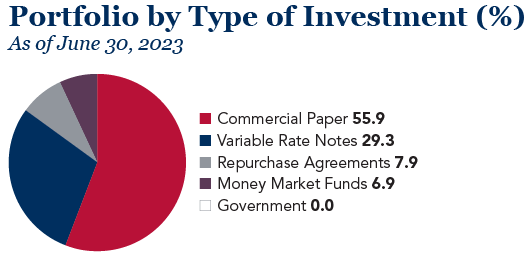 Portfolio by Type of Investment (%)
As of June 30, 2023
Commercial Paper 55.9
Variable Rate Notes 29.3
Repurchase Agreements 7.9
Money Market Funds 6.9
Government 0.0